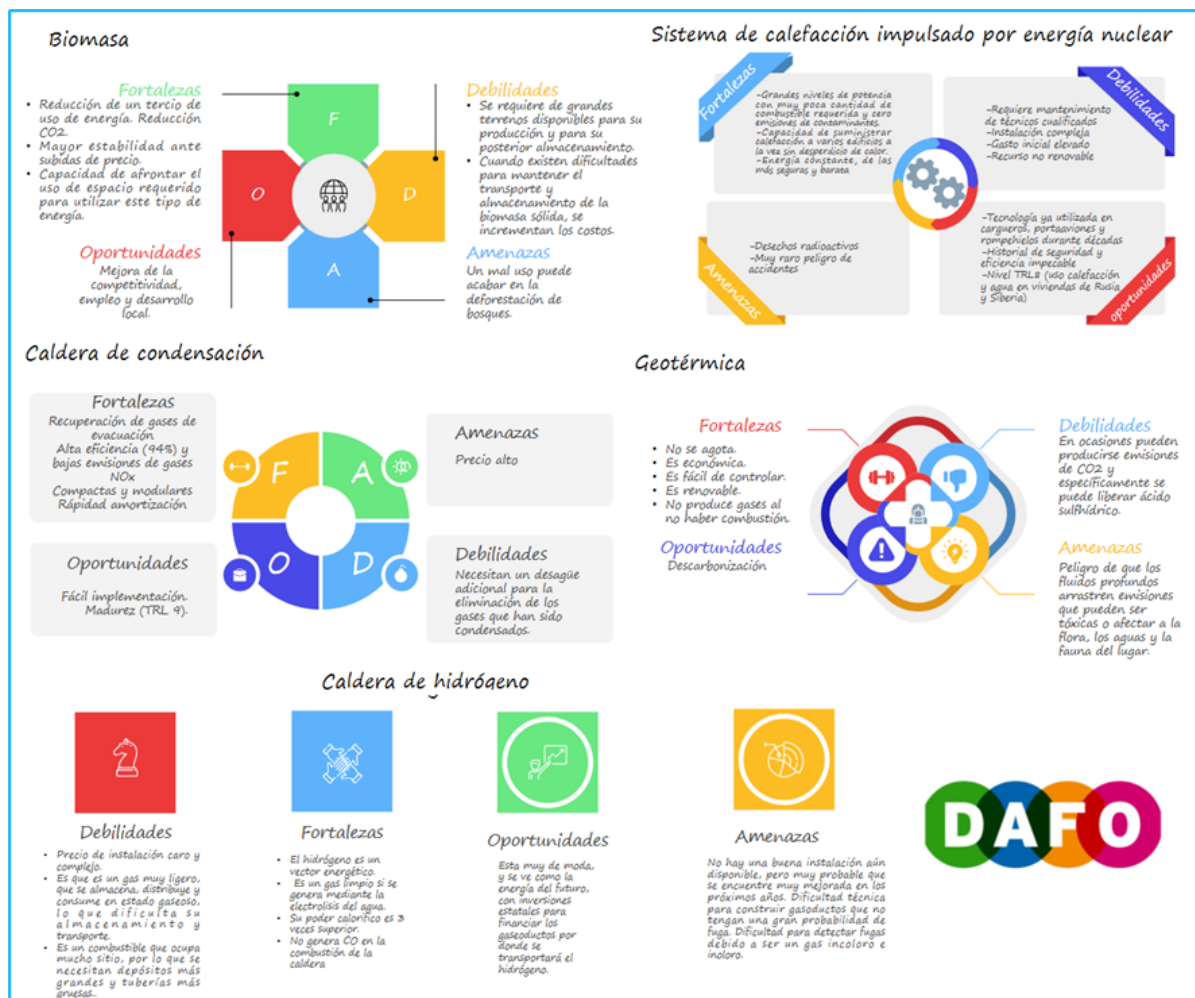 Biomasa
Fortalezas
• Reducción de un tercio de
uso de energía. Reducción
CO2.
• Mayor estabilidad ante
subidas de precio.
• Capacidad de afrontar el
uso de espacio requerido
para utilizar este tipo de
energía.
Oportunidades
Mejora de la
competitividad,
empleo y desarrollo
local.
F
O
D
A
Debilidades
• Se requiere de grandes
terrenos disponibles para su
producción y para su
posterior almacenamiento.
• Cuando existen dificultades
para mantener el
transporte y
almacenamiento de la
biomasa sólida, se
incrementan los costos.
Amenazas
Un mal uso puede
acabar en la
deforestación de
bosques.
Sistema de calefacción impulsado por energía nuclear
Fortalezas
-Grandes niveles de potencia
con muy poca cantidad de
combustible requerida y cero
emisiones de contaminantes.
-Capacidad de suministrar
calefacción a varios edificios a
la vez sin desperdicio de calor.
-Energía constante, de las
más seguras y barata
Debilidades
-Requiere mantenimiento
de técnicos cualificados
-Instalación compleja
-Gasto inicial elevado
-Recurso no renovable
Amenazas
-Desechos radioactivos
-Muy raro peligro de
accidentes
oportunidades
-Tecnología ya utilizada en
cargueros, portaaviones y
rompehielos durante décadas
-Historial de seguridad y
eficiencia impecable
-Nivel TRL8 (uso calefacción
y agua en viviendas de Rusia
y Siberia)
Caldera de condensación
Fortalezas
Recuperación de gases de
evacuación
Alta eficiencia (94%) y
bajas emisiones de gases
NOx
Compactas y modulares
Rápidad amortización
Oportunidades
Fácil implementación.
Madurez (TRL 9).
F
A
O
D
Amenazas
Precio alto
Debilidades
Necesitan un desagüe
adicional para la
eliminación de los
gases que han sido
condensados.
Geotérmica
Fortalezas
• No se agota.
• Es económica.
• Es fácil de controlar.
• Es renovable.
• No produce gases al
no haber combustión.
Oportunidades
Descarbonización
Debilidades
En ocasiones pueden
producirse emisiones
de CO2 y
específicamente se
puede liberar ácido
sulfhídrico.
Amenazas
Peligro de que los
fluidos profundos
arrastren emisiones
que pueden ser
tóxicas o afectar a la
flora, los aguas y la
fauna del lugar.
Caldera de hidrógeno
Debilidades
• Precio de instalación caro y
complejo.
• Es que es un gas muy ligero,
que se almacena, distribuye y
consume en estado gaseoso,
lo que dificulta su
almacenamiento y
transporte.
• Es un combustible que ocupa
mucho sitio, por lo que se
necesitan depósitos más
grandes y tuberías más
gruesas.
Fortalezas
• El hidrógeno es un
vector energético.
• Es un gas limpio si se
genera mediante la
electrolisis del agua.
• Su poder calorífico es 3
veces superior.
• No genera CO en la
combustión de la
caldera
Oportunidades
Esta muy de moda,
y se ve como la
energía del futuro,
con inversiones
estatales para
financiar los
gaseoductos por
donde se
transportará el
hidrógeno.
Amenazas
No hay una buena instalación aún
disponible, pero muy probable que
se encuentre muy mejorada en los
próximos años. Dificultad técnica
para construir gasoductos que no
tengan una gran probabilidad de
fuga. Dificultad para detectar fugas
debido a ser un gas incoloro e
inoloro.
DAFO